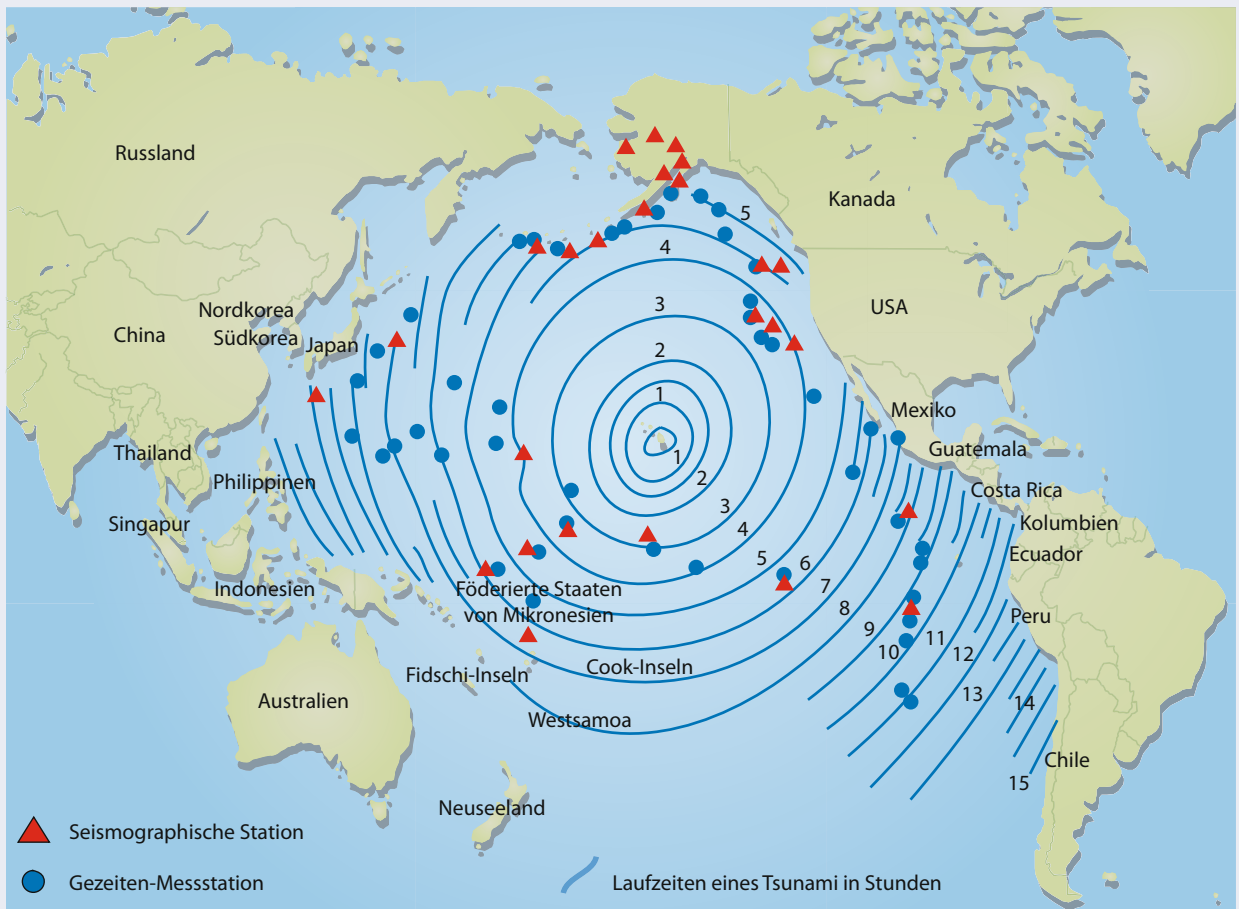 Russland
Kanada
5
4
3
2
1
1
2
3
4
5
6
7
8
9
10
11
12
13
14
15
USA
Nordkorea
Südkorea
China
Japan
Mexiko
Guatemala
Thailand
Philippinen
Costa Rica
Singapur
Kolumbien
Ecuador
Indonesien
Föderierte Staaten
von Mikronesien
Peru
Cook-Inseln
Fidschi-Inseln
Australien
Westsamoa
Chile
Neuseeland
Seismographische Station
Gezeiten-Messstation
Laufzeiten eines Tsunami in Stunden